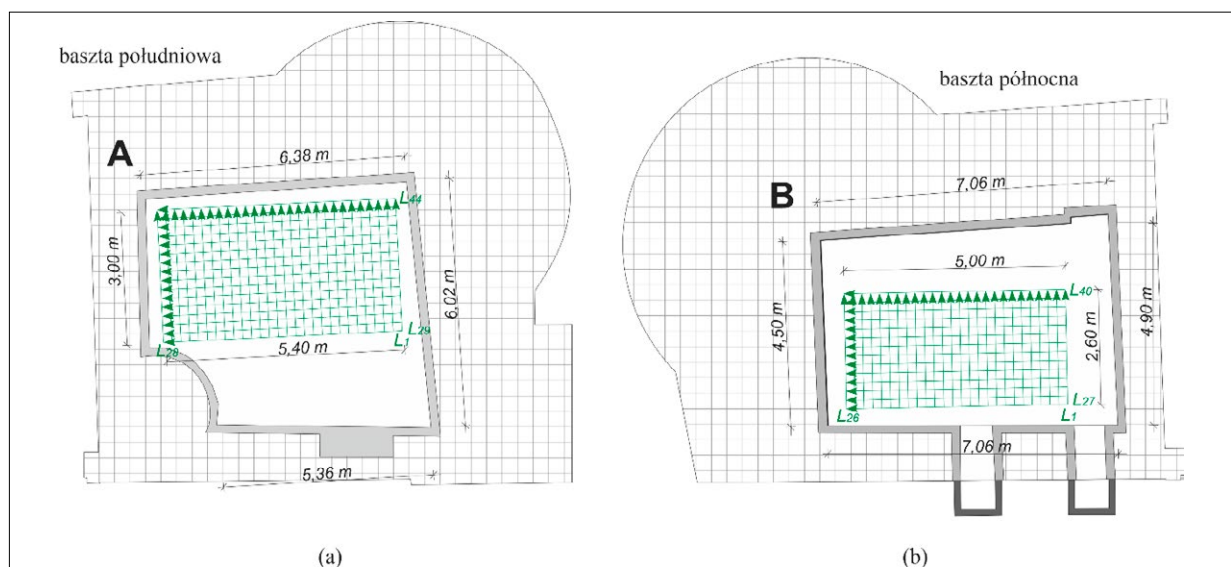 baszta południowa
A
6,38 m
L44
3,00 m
6,02 m
L29
L1
L28
5,40 m
5,36 m
(a)
baszta północna
B
7,06 m
5,00 m
L40
4,50 m
2,60 m
4.90 m
L27
L26
L1
7,06 m
(b)